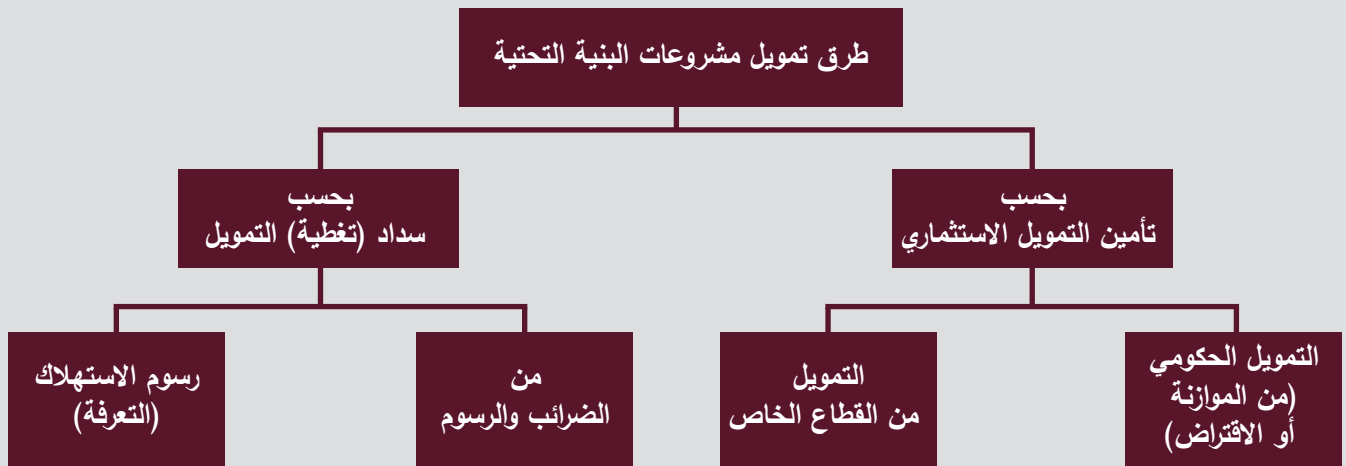 طرق تمويل مشروعات البنية التحتية
بحسب
تأمين التمويل الاستثماري
بحسب
سداد (تغطية) التمويل
التمويل الحكومي
(من الموازنة
أو الاقتراض)
التمويل
من القطاع الخاص
من
الضرائب والرسوم
رسوم الاستهلاك
(التعرفة)